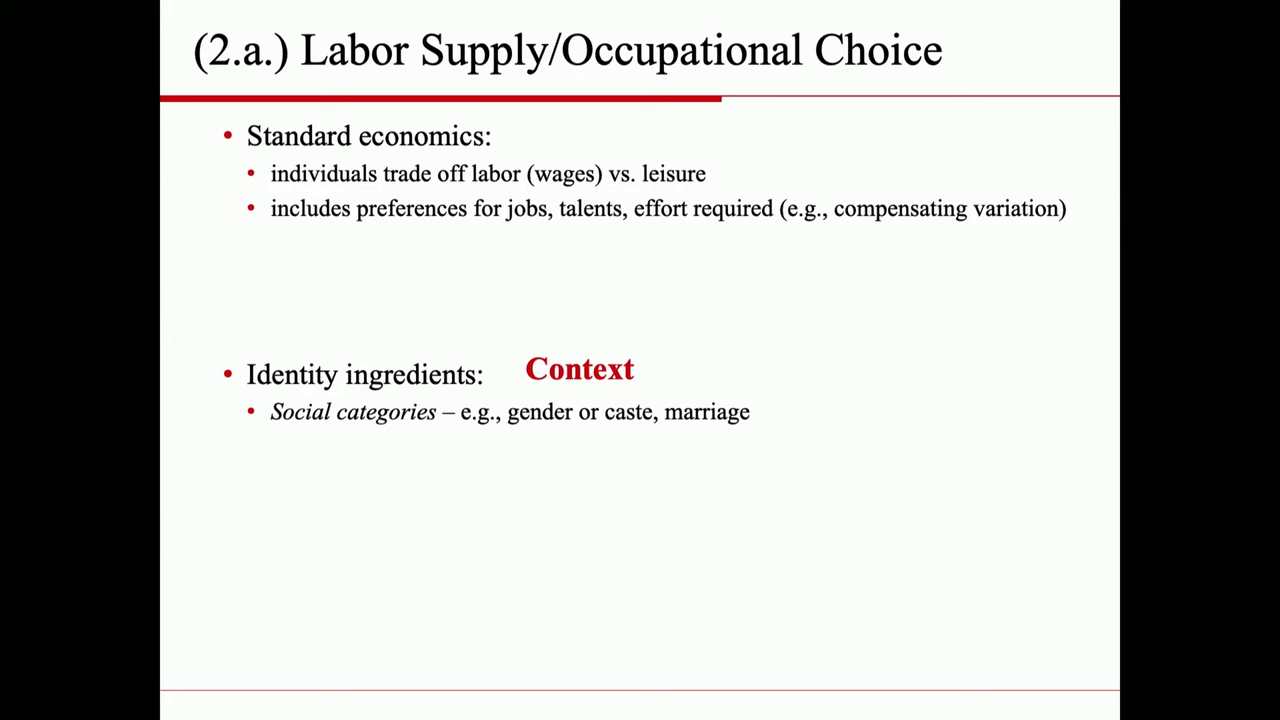 (2.a.) Labor Supply/Occupational Choice
• Standard economics:
• individuals trade off labor (wages) vs. leisure
• includes preferences for jobs, talents, effort required (e.g., compensating variation)
• Identity ingredients: Context
• Social categories – e.g., gender or caste, marriage